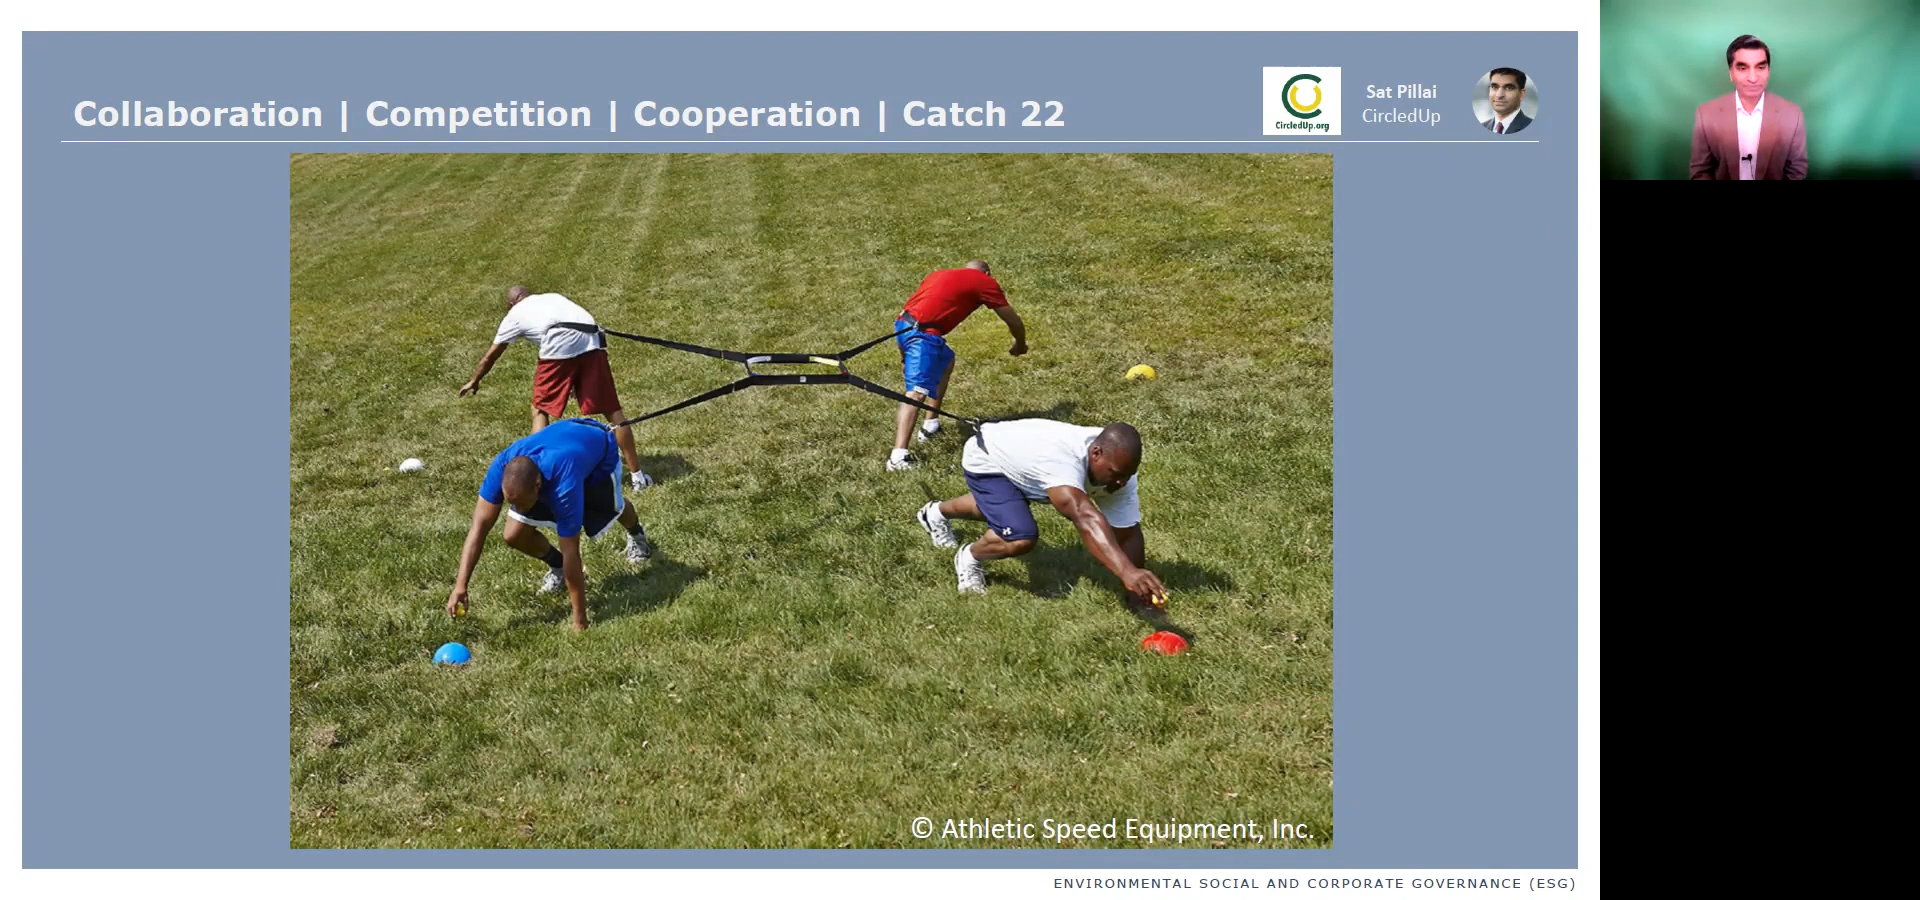 Collaboration | Competition | Cooperation | Catch 22
CircledUp.org
Sat Pillai
CircledUp
© Athletic Speed Equipment, Inc.
ENVIRONMENTAL SOCIAL AND CORPORATE GOVERNANCE (ESG)